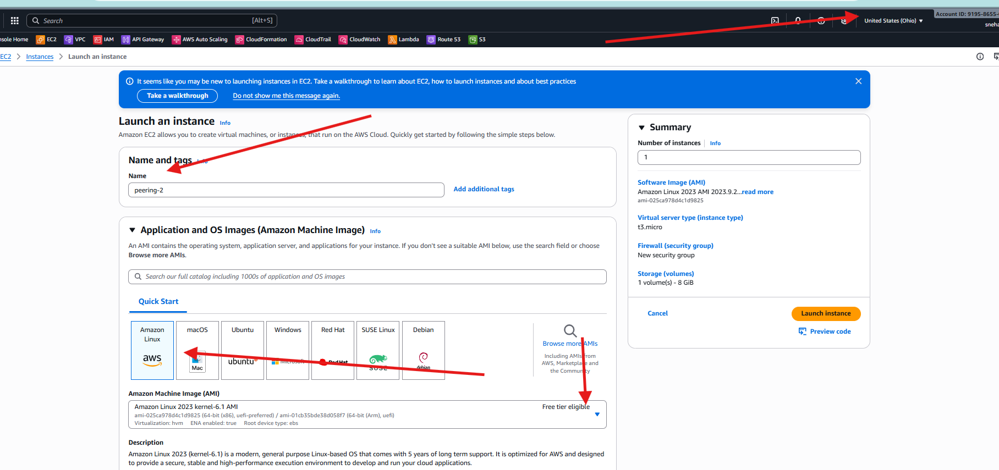 Search
[Alt+S]
United States (Ohio)
Account ID: 9195-8655-
sneha
nsole Home
EC2
VPC
IAM
API Gateway
AWS Auto Scaling
CloudFormation
CloudTrail
CloudWatch
Lambda
Route 53
S3
EC2
Instances
Launch an instance
It seems like you may be new to launching instances in EC2. Take a walkthrough to learn about EC2, how to launch instances and about best practices
Take a walkthrough
Do not show me this message again.
Launch an instance Info
Amazon EC2 allows you to create virtual machines, or instances, that run on the AWS Cloud. Quickly get started by following the simple steps below.
Name and tags Info
Name
peering-2
Add additional tags
Application and OS Images (Amazon Machine Image) Info
An AMI contains the operating system, application server, and applications for your instance. If you don't see a suitable AMI below, use the search field or choose
Browse more AMIs.
Search our full catalog including 1000s of application and OS images
Quick Start
Amazon
Linux
aws
macOS
Mac
Ubuntu
ubuntu
Windows
Microsoft
Red Hat
Red Hat
SUSE Linux
SUSE
Debian
debian
Browse more AMIs
Including AMIs from
AWS, Marketplace and
the Community
Amazon Machine Image (AMI)
Amazon Linux 2023 kernel-6.1 AMI
Free tier eligible
ami-025ca978d4c1d9825 (64-bit (x86), uefi-preferred) / ami-01cb35bde38d058f7 (64-bit (Arm), uefi)
Virtualization: hvm ENA enabled: true Root device type: ebs
Description
Amazon Linux 2023 (kernel-6.1) is a modern, general purpose Linux-based OS that comes with 5 years of long term support. It is optimized for AWS and designed
to provide a secure, stable and high-performance execution environment to develop and run your cloud applications.
Summary
Number of instances Info
1
Software Image (AMI)
Amazon Linux 2023 AMI 2023.9.2...read more
ami-025ca978d4c1d9825
Virtual server type (instance type)
t3.micro
Firewall (security group)
New security group
Storage (volumes)
1 volume(s) - 8 GiB
Cancel
Launch instance
Preview code